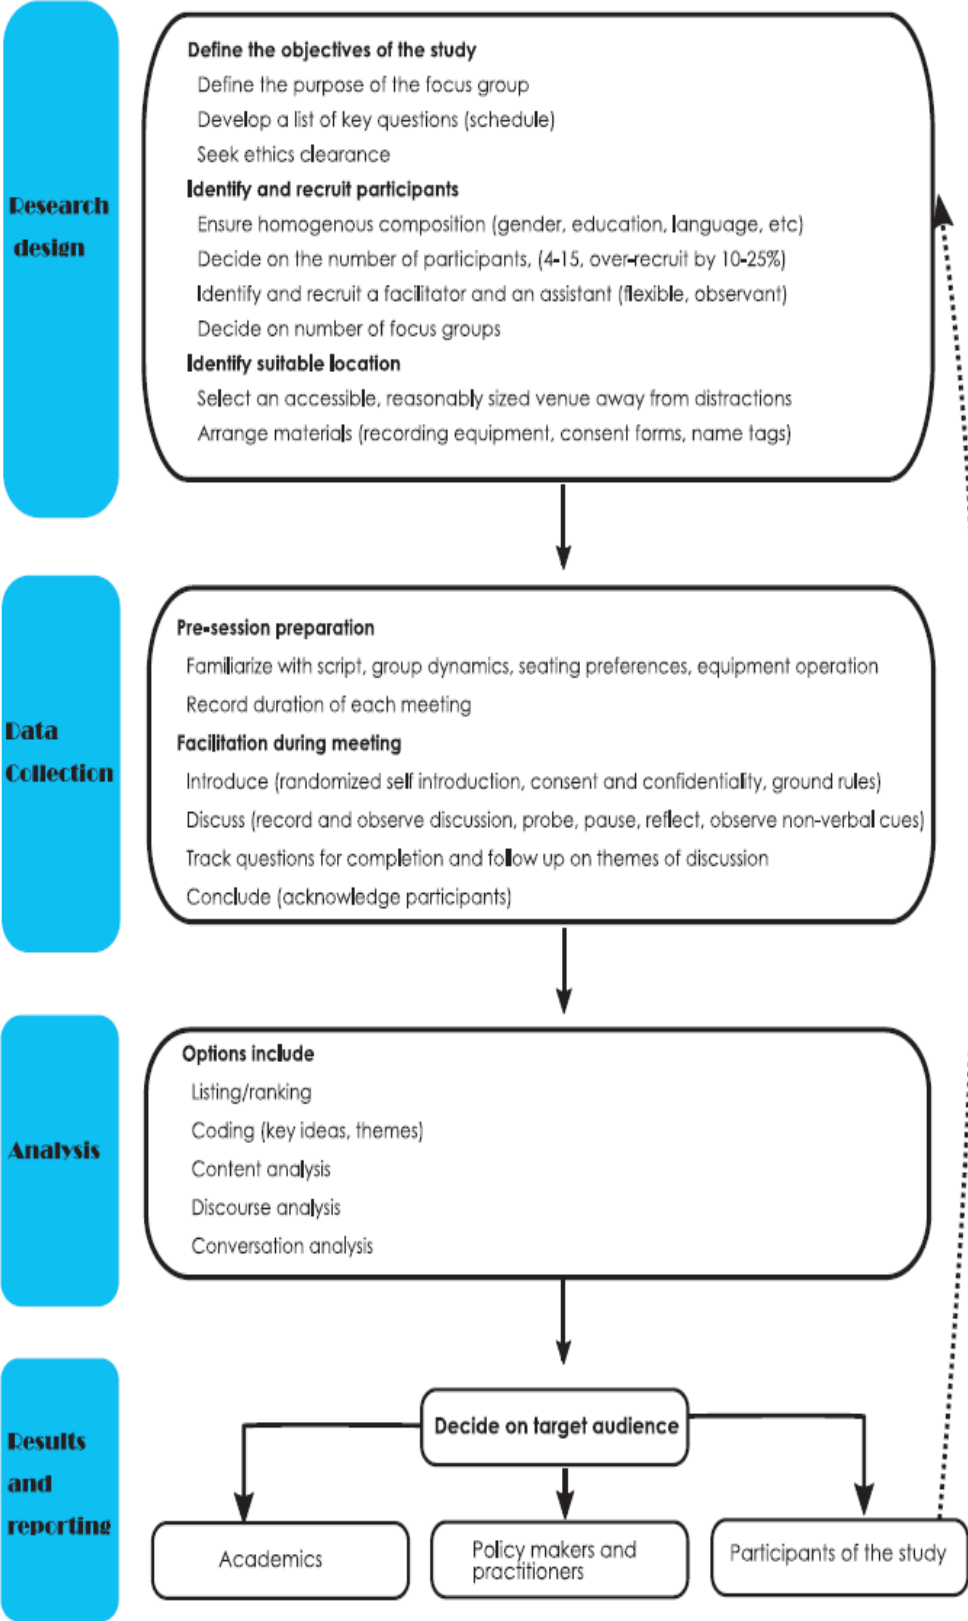 Research
design
Define the objectives of the study
Define the purpose of the focus group
Develop a list of key questions (schedule)
Seek ethics clearance
Identify and recruit participants
Ensure homogenous composition (gender, education, language, etc)
Decide on the number of participants, (4-15, over-recruit by 10-25%)
Identify and recruit a facilitator and an assistant (flexible, observant)
Decide on number of focus groups
Identify suitable location
Select an accessible, reasonably sized venue away from distractions
Arrange materials (recording equipment, consent forms, name tags)
Data
Collection
Pre-session preparation
Familiarize with script, group dynamics, seating preferences, equipment operation
Record duration of each meeting
Facilitation during meeting
Introduce (randomized self introduction, consent and confidentiality, ground rules)
Discuss (record and observe discussion, probe, pause, reflect, observe non-verbal cues)
Track questions for completion and follow up on themes of discussion
Conclude (acknowledge participants)
Analysis
Options include
Listing/ranking
Coding (key ideas, themes)
Content analysis
Discourse analysis
Conversation analysis
Results
and
reporting
Decide on target audience
Academics
Policy makers and
practitioners
Participants of the study